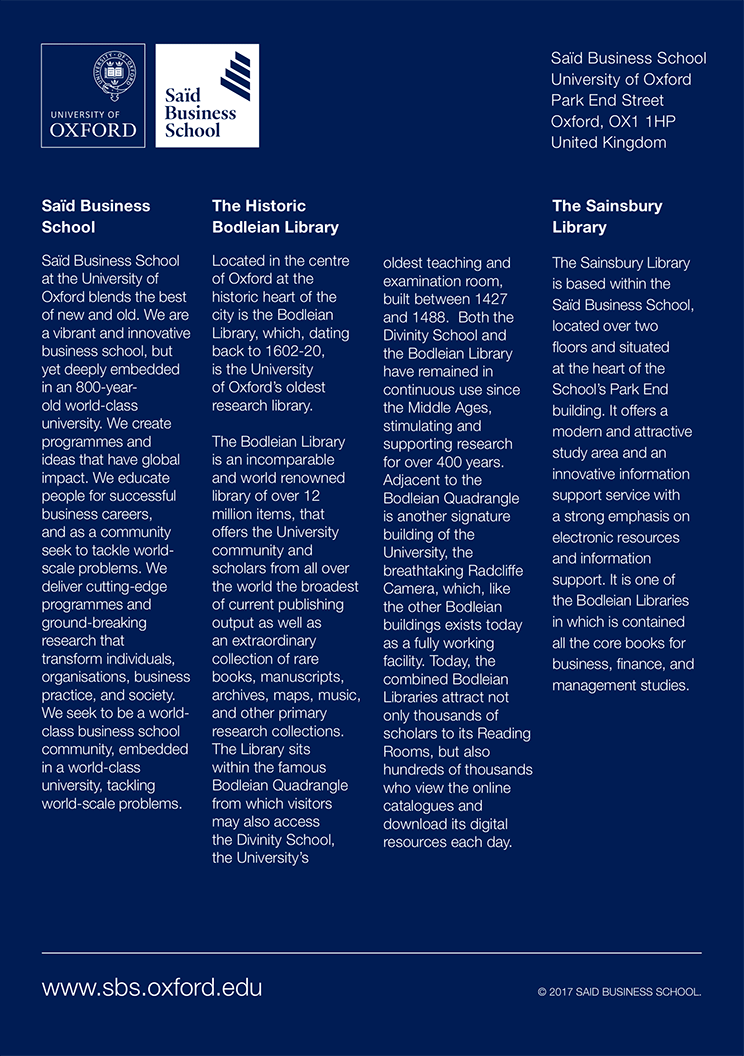 UNIVERSITY OF
OXFORD
Saïd
Business
School
Saïd Business School
University of Oxford
Park End Street
Oxford, OX1 1HP
United Kingdom
Saïd Business
School
Saïd Business School
at the University of
Oxford blends the best
of new and old. We are
a vibrant and innovative
business school, but
yet deeply embedded
in an 800-year-
old world-class
university. We create
programmes and
ideas that have global
impact. We educate
people for successful
business careers,
and as a community
seek to tackle world-
scale problems. We
deliver cutting-edge
programmes and
ground-breaking
research that
transform individuals,
organisations, business
practice, and society.
We seek to be a world-
class business school
community, embedded
in a world-class
university, tackling
world-scale problems.
The Historic
Bodleian Library
Located in the centre
of Oxford at the
historic heart of the
city is the Bodleian
Library, which, dating
back to 1602-20,
is the University
of Oxford’s oldest
research library.
The Bodleian Library
is an incomparable
and world renowned
library of over 12
million items, that
offers the University
community and
scholars from all over
the world the broadest
of current publishing
output as well as
an extraordinary
collection of rare
books, manuscripts,
archives, maps, music,
and other primary
research collections.
The Library sits
within the famous
Bodleian Quadrangle
from which visitors
may also access
the Divinity School,
the University’s
oldest teaching and
examination room,
built between 1427
and 1488.  Both the
Divinity School and
the Bodleian Library
have remained in
continuous use since
the Middle Ages,
stimulating and
supporting research
for over 400 years.
Adjacent to the
Bodleian Quadrangle
is another signature
building of the
University, the
breathtaking Radcliffe
Camera, which, like
the other Bodleian
buildings exists today
as a fully working
facility. Today, the
combined Bodleian
Libraries attract not
only thousands of
scholars to its Reading
Rooms, but also
hundreds of thousands
who view the online
catalogues and
download its digital
resources each day.
The Sainsbury
Library
The Sainsbury Library
is based within the
Saïd Business School,
located over two
floors and situated
at the heart of the
School’s Park End
building. It offers a
modern and attractive
study area and an
innovative information
support service with
a strong emphasis on
electronic resources
and information
support. It is one of
the Bodleian Libraries
in which is contained
all the core books for
business, finance, and
management studies.
www.sbs.oxford.edu
© 2017 SAID BUSINESS SCHOOL.